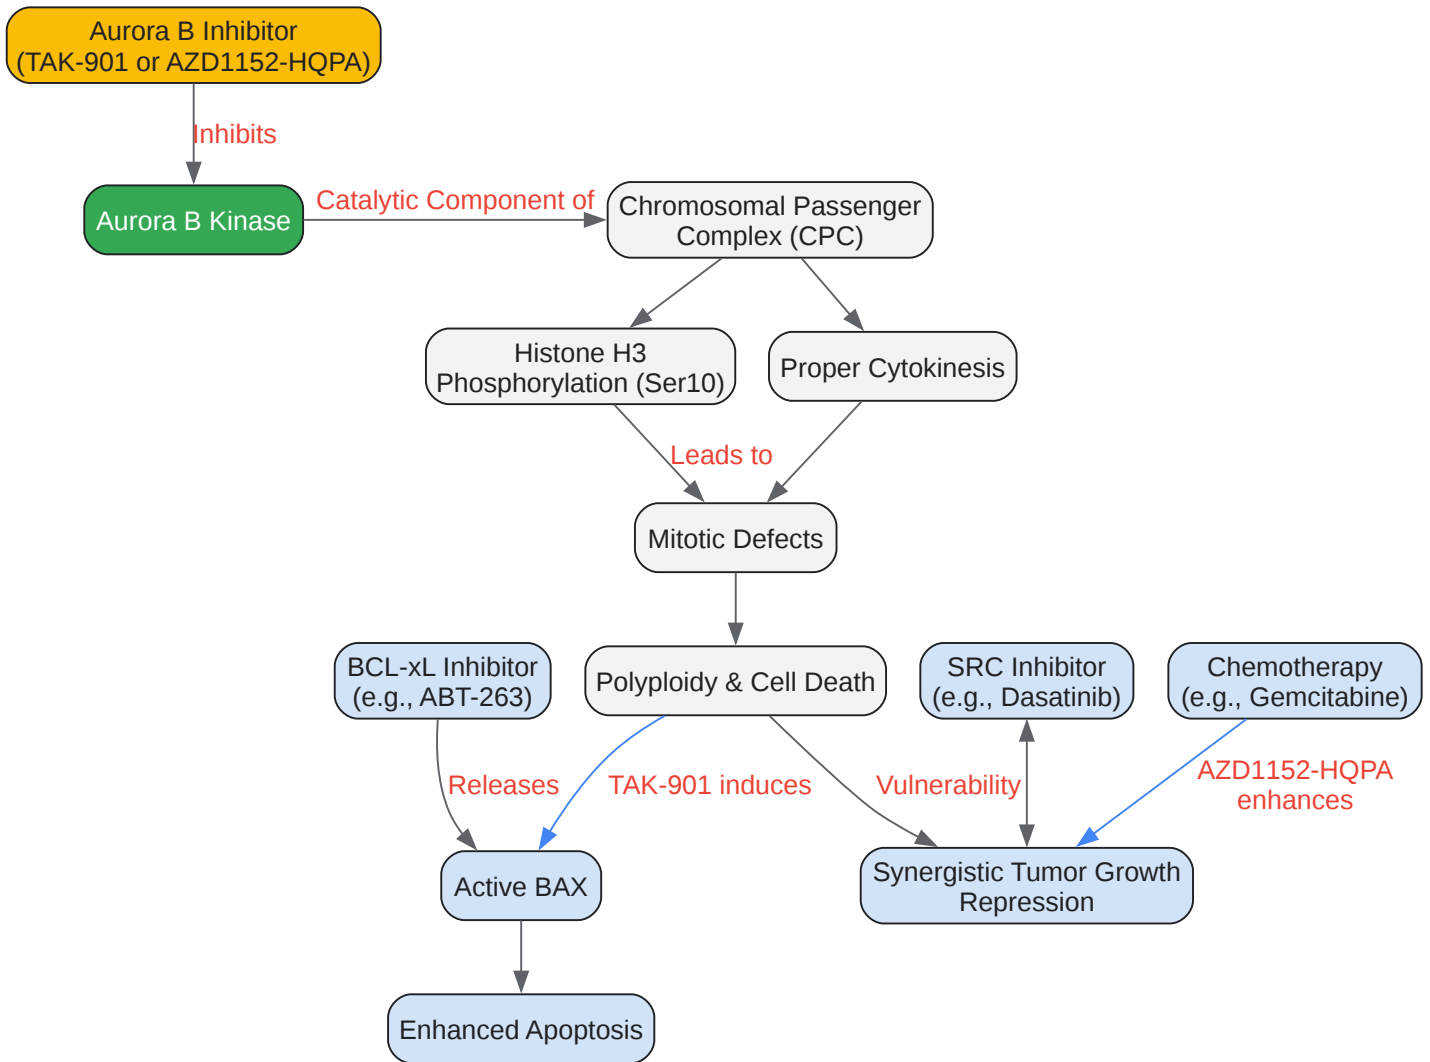 Aurora B Inhibitor
(TAK-901 or AZD1152-HQPA)
Inhibits
Aurora B Kinase
Catalytic Component of
Chromosomal Passenger
Complex (CPC)
Histone H3
Phosphorylation (Ser10)
Proper Cytokinesis
Leads to
Mitotic Defects
BCL-xL Inhibitor
(e.g., ABT-263)
Polyploidy & Cell Death
SRC Inhibitor
(e.g., Dasatinib)
Chemotherapy
(e.g., Gemcitabine)
Releases
TAK-901 induces
Vulnerability
AZD1152-HQPA
enhances
Active BAX
Synergistic Tumor Growth
Repression
Enhanced Apoptosis